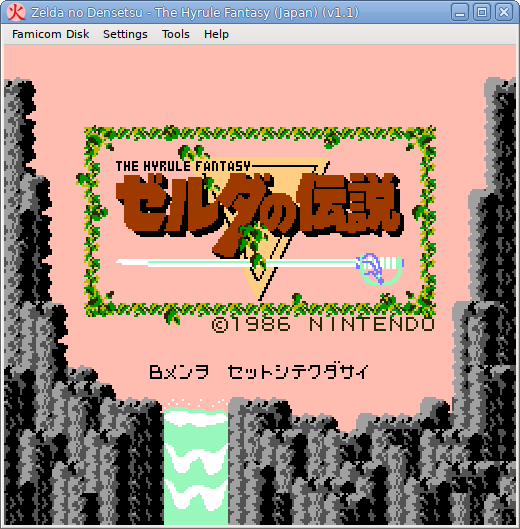 火 Zelda no Densetsu - The Hyrule Fantasy (Japan) (v1.1)
Famicom Disk Settings Tools Help
THE HYRULE FANTASY
ゼルダの伝説
©1986 NINTENDO
Bメンヲ セットシテクダサイ